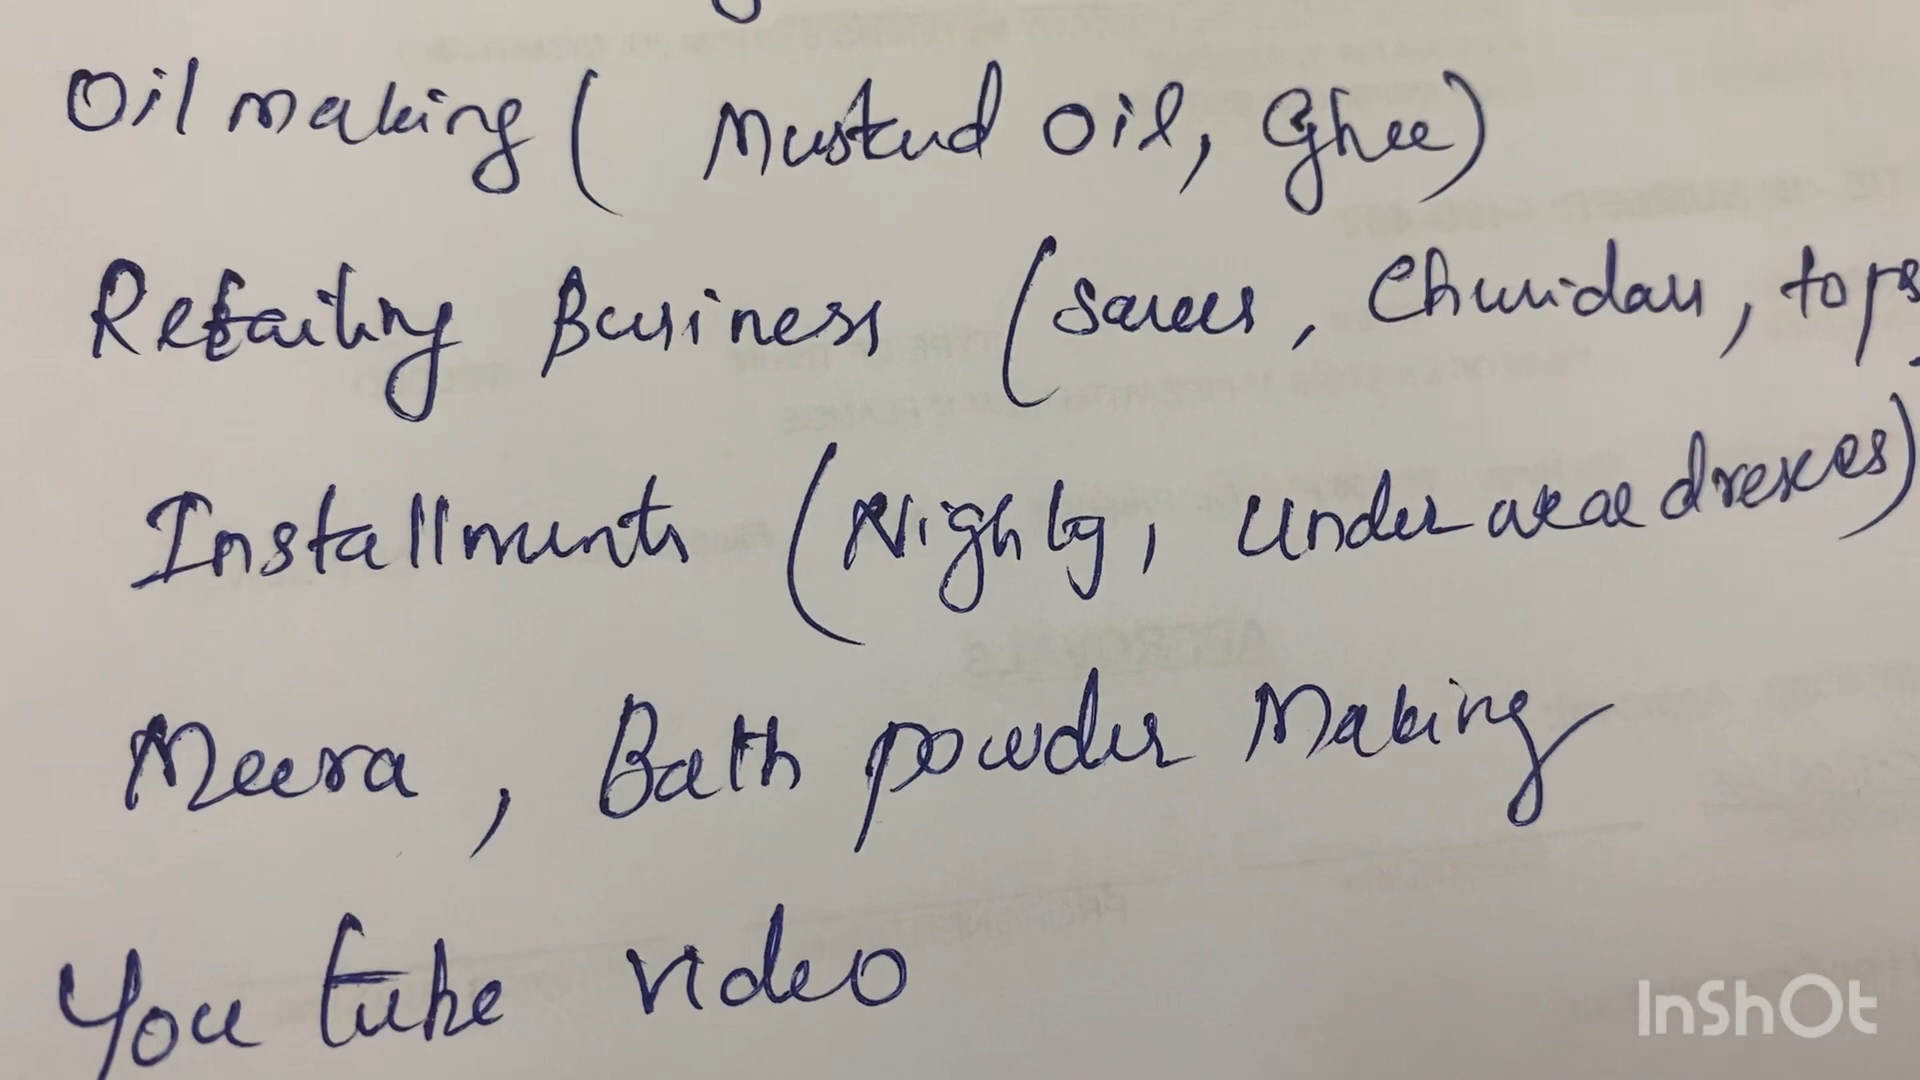 Oil making ( Mustud oil, Ghee)
Retailing Business (Sarees, Churidars, tops,
Installments (Nighty, Under wear dresses)
Meera, Bath powder Making
You tube video
InShOt